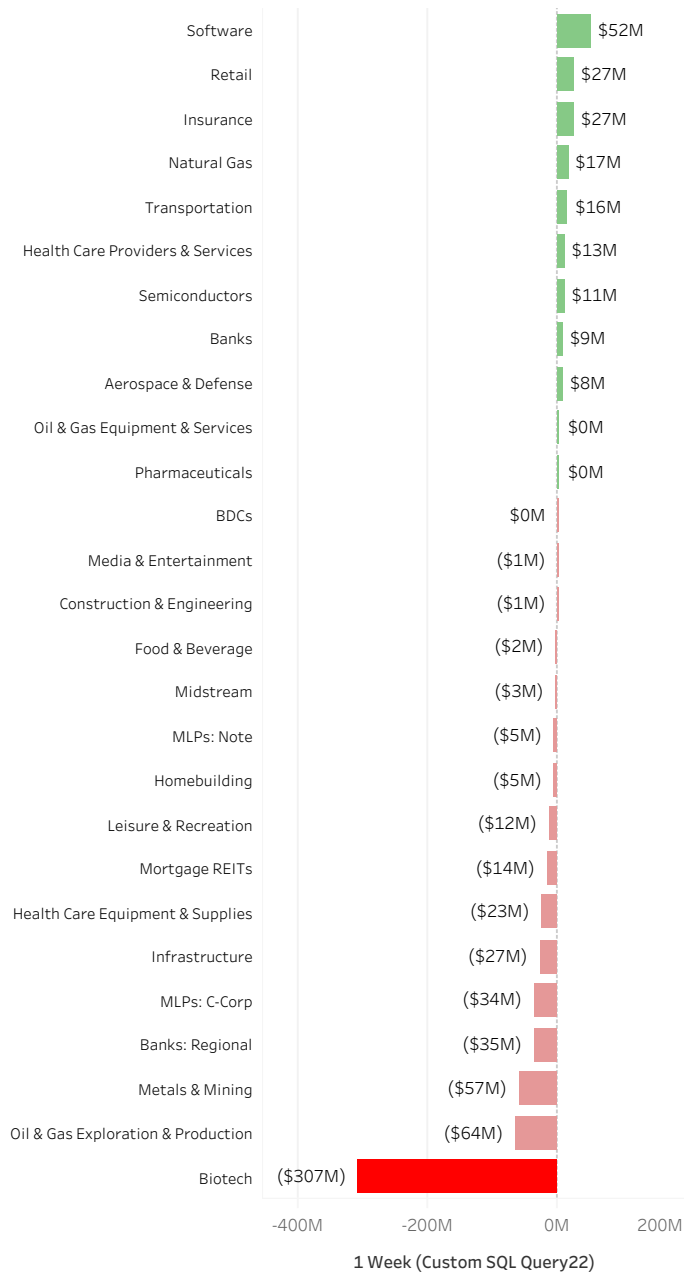 Software $52M
Retail $27M
Insurance $27M
Natural Gas $17M
Transportation $16M
Health Care Providers & Services $13M
Semiconductors $11M
Banks $9M
Aerospace & Defense $8M
Oil & Gas Equipment & Services $0M
Pharmaceuticals $0M
BDCs $0M
Media & Entertainment ($1M)
Construction & Engineering ($1M)
Food & Beverage ($2M)
Midstream ($3M)
MLPs: Note ($5M)
Homebuilding ($5M)
Leisure & Recreation ($12M)
Mortgage REITs ($14M)
Health Care Equipment & Supplies ($23M)
Infrastructure ($27M)
MLPs: C-Corp ($34M)
Banks: Regional ($35M)
Metals & Mining ($57M)
Oil & Gas Exploration & Production ($64M)
Biotech ($307M)
-400M -200M 0M 200M
1 Week (Custom SQL Query22)